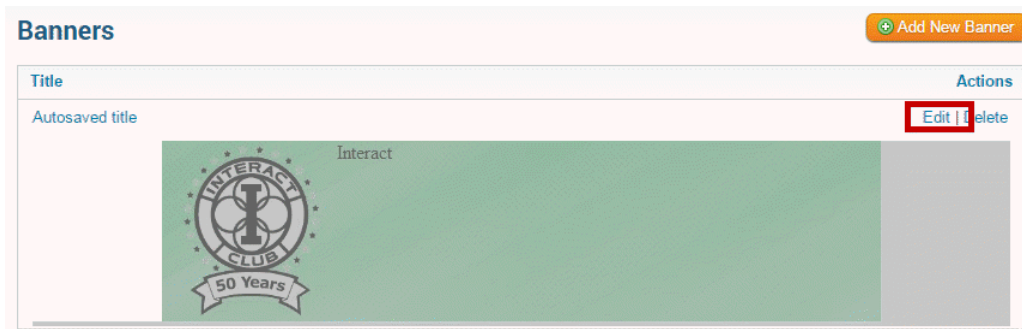 Banners
Add New Banner
Title Actions
Autosaved title Edit | Delete
Interact
INTERACT
I
CLUB
50 Years